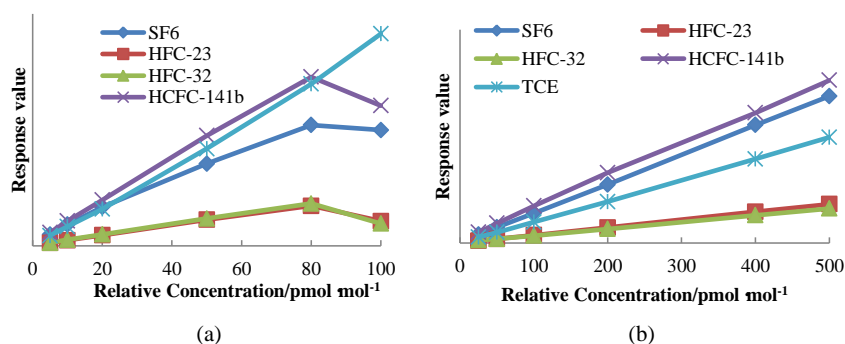 Response value
SF6
HFC-23
HFC-32
HCFC-141b
0 20 40 60 80 100
Relative Concentration/pmol·mol-1
(a)
Response value
SF6 HFC-23
HFC-32 HCFC-141b
TCE
0 100 200 300 400 500
Relative Concentration/pmol·mol-1
(b)